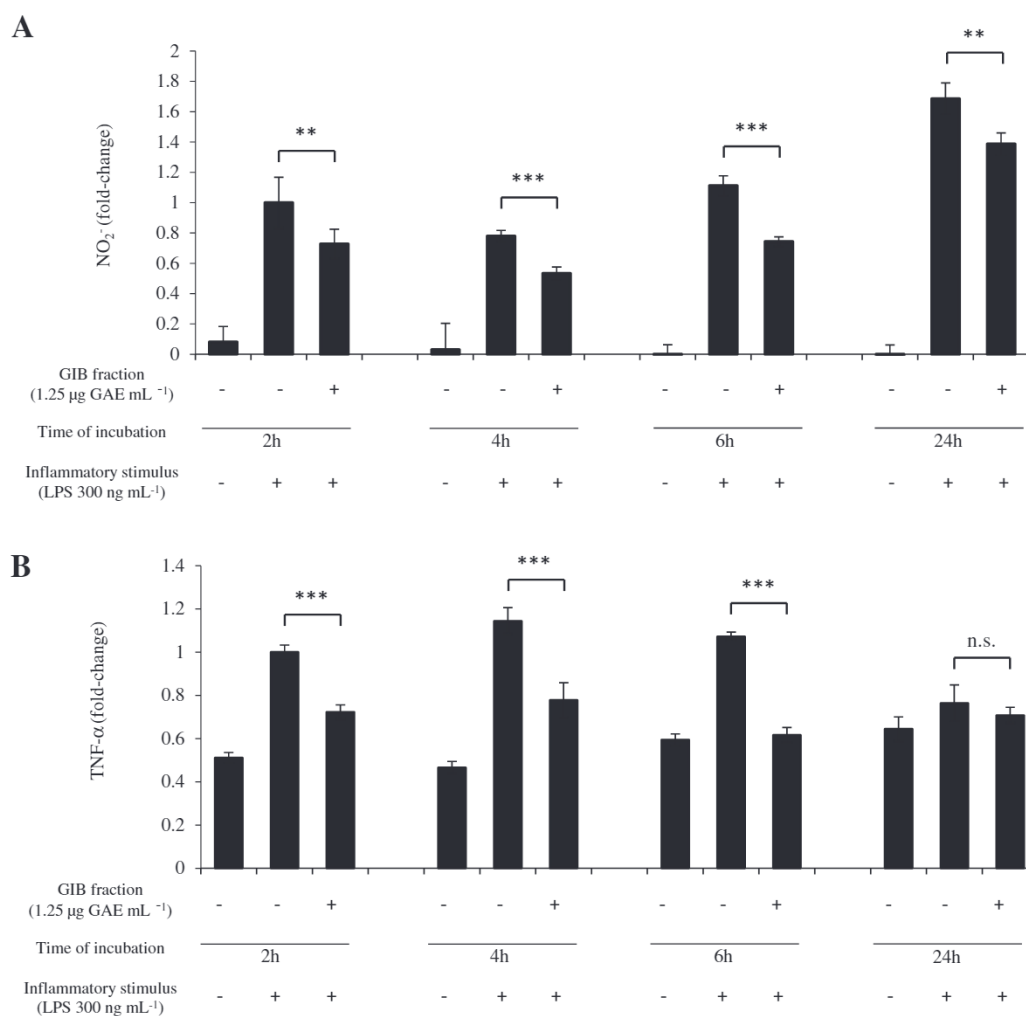 A
** *** *** **
2
1.8
1.6
1.4
1.2
1
0.8
0.6
0.4
0.2
0
NO₂⁻ (fold-change)
GIB fraction
(1.25 µg GAE mL ⁻¹)
- - + - - + - - + - - +
Time of incubation
2h 4h 6h 24h
Inflammatory stimulus
(LPS 300 ng mL⁻¹)
- + + - + + - + + - + +
B
*** *** *** n.s.
1.4
1.2
1
0.8
0.6
0.4
0.2
0
TNF-α (fold-change)
GIB fraction
(1.25 µg GAE mL ⁻¹)
- - + - - + - - + - - +
Time of incubation
2h 4h 6h 24h
Inflammatory stimulus
(LPS 300 ng mL⁻¹)
- + + - + + - + + - + +